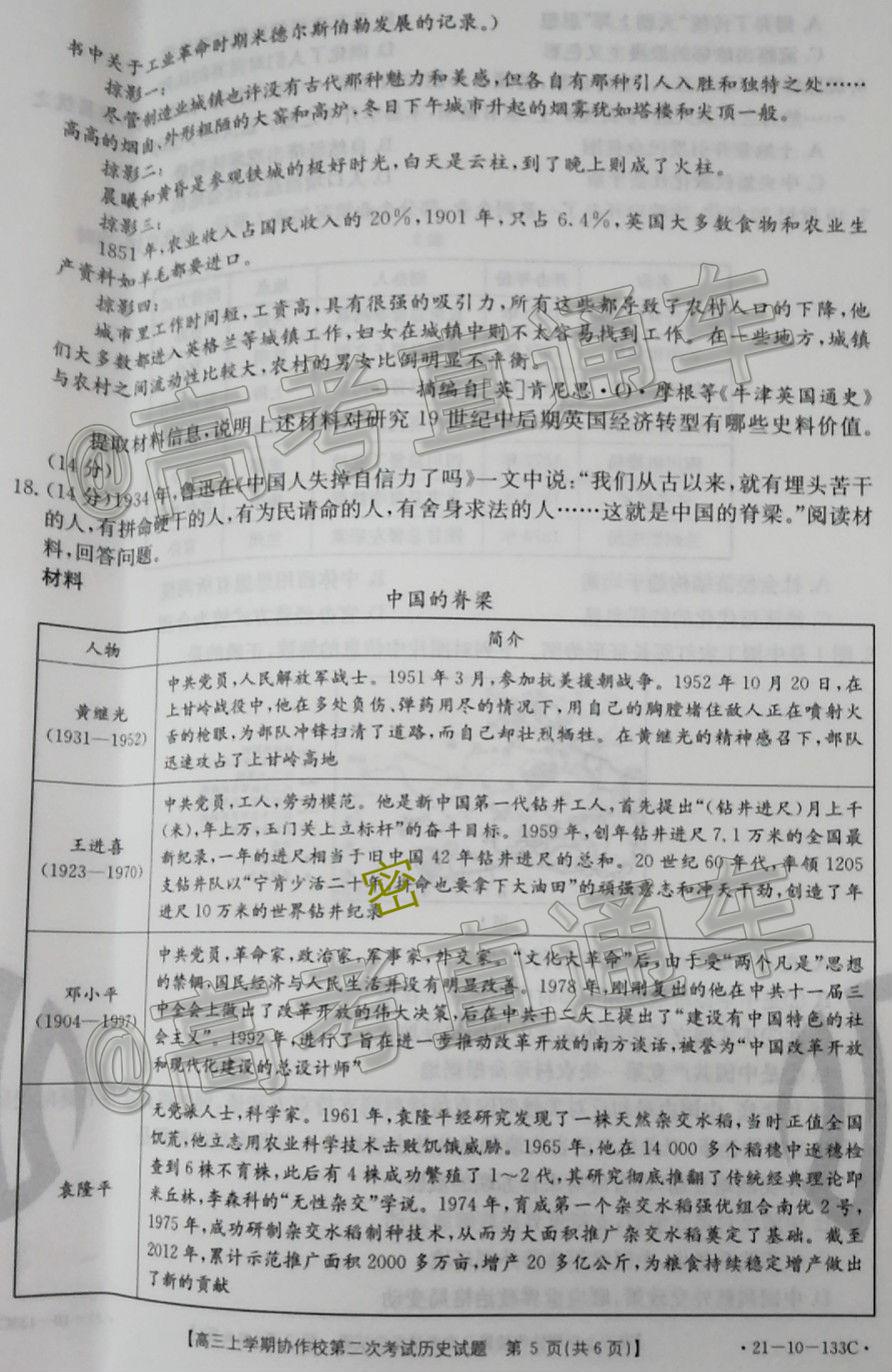 书中关于工业革命时期米德尔斯伯勒发展的记录。）
掠影一：
尽管制造业城镇也许没有古代那种魅力和美感，但各自有那种引人入胜和独特之处……
高高的烟囱、外形粗陋的大窑和高炉，冬日下午城市升起的烟雾犹如塔楼和尖顶一般。
掠影二：
晨曦和黄昏是参观铁城的极好时光，白天是云柱，到了晚上则成了火柱。
掠影三：
1851年，农业收入占国民收入的20%，1901年，只占6.4%，英国大多数食物和农业生
产资料如羊毛都要进口。
掠影四：
城市里工作时间短，工资高，具有很强的吸引力，所有这些都导致了农村人口的下降，他
们大多数都进入英格兰等城镇工作，妇女在城镇中则不太容易找到工作。在一些地方，城镇
与农村之间流动性比较大，农村的男女比例明显不平衡。
——摘编自[英]肯尼思·O·摩根等《牛津英国通史》
提取材料信息，说明上述材料对研究19世纪中后期英国经济转型有哪些史料价值。
（14分）
18.（14分）1934年，鲁迅在《中国人失掉自信力了吗》一文中说：“我们从古以来，就有埋头苦干
的人，有拼命硬干的人，有为民请命的人，有舍身求法的人……这就是中国的脊梁。”阅读材
料，回答问题。
材料
中国的脊梁
人物
简介
黄继光
（1931—1952）
中共党员，人民解放军战士。1951年3月，参加抗美援朝战争。1952年10月20日，在
上甘岭战役中，他在多处负伤、弹药用尽的情况下，用自己的胸膛堵住敌人正在喷射火
舌的枪眼，为部队冲锋扫清了道路，而自己却壮烈牺牲。在黄继光的精神感召下，部队
迅速攻占了上甘岭高地
王进喜
（1923—1970）
中共党员，工人，劳动模范。他是新中国第一代钻井工人，首先提出“（钻井进尺）月上千
（米），年上万，玉门关上立标杆”的奋斗目标。1959年，创年钻井进尺7.1万米的全国最
新纪录，一年的进尺相当于旧中国42年钻井进尺的总和。20世纪60年代，率领1205
支钻井队以“宁肯少活二十年，拼命也要拿下大油田”的顽强意志和冲天干劲，创造了年
进尺10万米的世界钻井纪录
邓小平
（1904—1997）
中共党员，革命家，政治家，军事家，外交家。“文化大革命”后，由于受“两个凡是”思想
的禁锢，国民经济与人民生活并没有明显改善。1978年，刚刚复出的他在中共十一届三
中全会上做出了改革开放的伟大决策，后在中共十二大上提出了“建设有中国特色的社
会主义”。1992年，进行了旨在进一步推动改革开放的南方谈话，被誉为“中国改革开放
和现代化建设的总设计师”
袁隆平
无党派人士，科学家。1961年，袁隆平经研究发现了一株天然杂交水稻，当时正值全国
饥荒，他立志用农业科学技术击败饥饿威胁。1965年，他在14 000多个稻穗中逐穗检
查到6株不育株，此后有4株成功繁殖了1～2代，其研究彻底推翻了传统经典理论即
米丘林，李森科的“无性杂交”学说。1974年，育成第一个杂交水稻强优组合南优2号，
1975年，成功研制杂交水稻制种技术，从而为大面积推广杂交水稻奠定了基础。截至
2012年，累计示范推广面积2000多万亩，增产20多亿公斤，为粮食持续稳定增产做出
了新的贡献
密
@高考直通车
@高考直通车
【高三上学期协作校第二次考试历史试题 第5页（共6页）】
·21－10－133C·